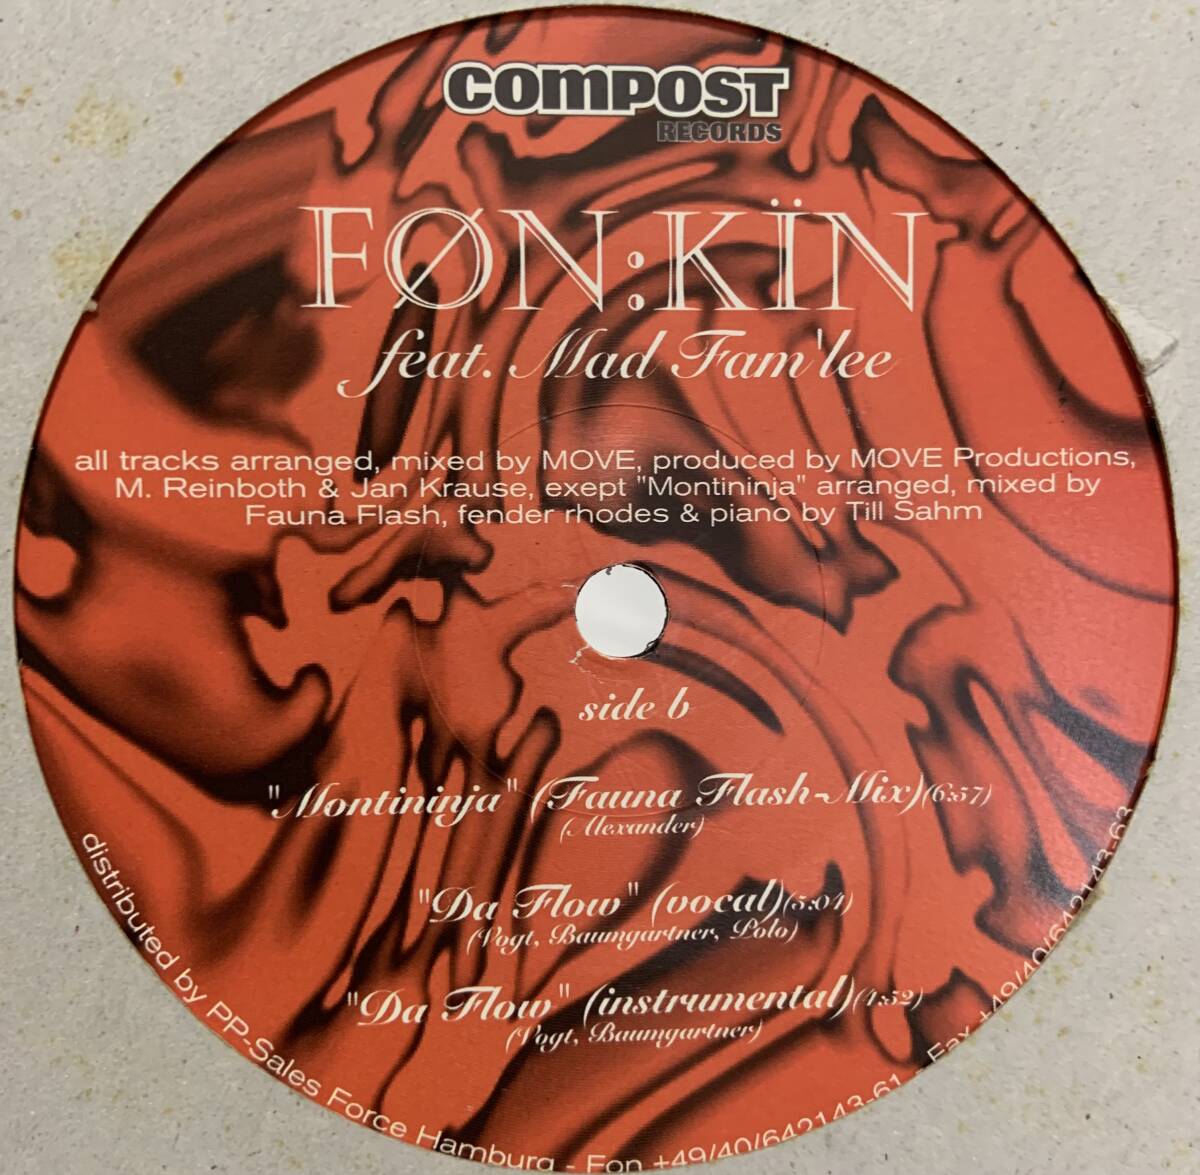 COMPOST
RECORDS
FØN:KÏN
feat. Mad Fam'lee
all tracks arranged, mixed by MOVE, produced by MOVE Productions,
M. Reinboth & Jan Krause, exept "Montininja" arranged, mixed by
Fauna Flash, fender rhodes & piano by Till Sahm
side b
"Montininja" (Fauna Flash-Mix) (6:57)
(Alexander)
"Da Flow" (vocal) (5:04)
(Vogt, Baumgartner, Polo)
"Da Flow" (instrumental) (4:52)
(Vogt, Baumgartner)
distributed by PP-Sales Force Hamburg - Fon +49/40/642143-61 - Fax +49/40/642143-63